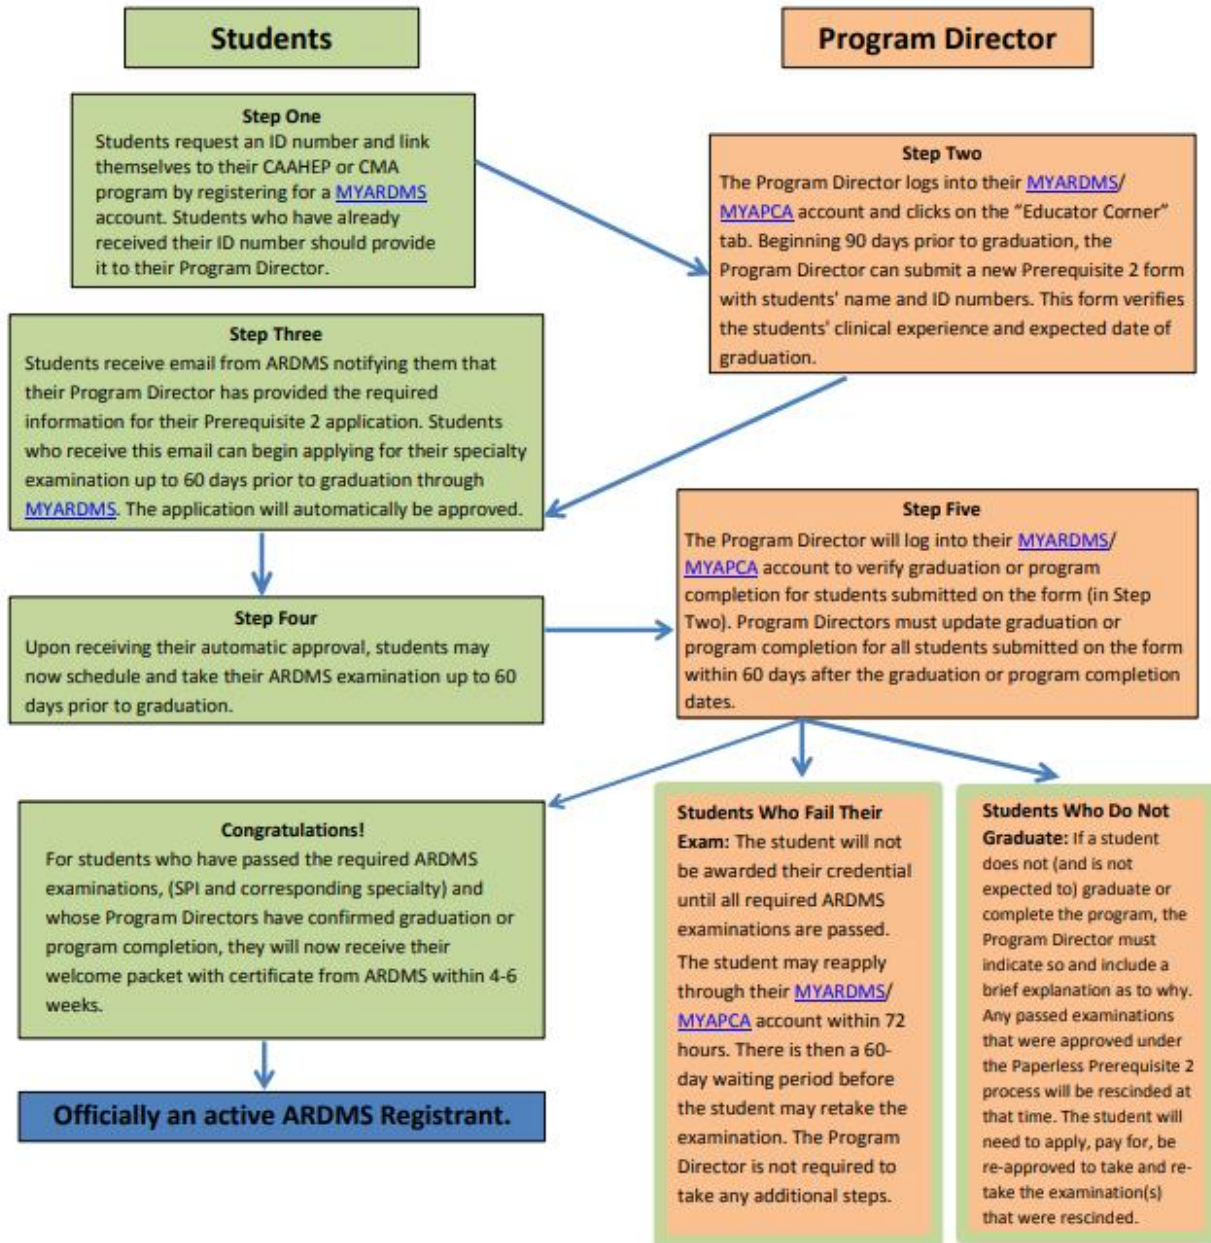 Students
Program Director
Step One
Students request an ID number and link
themselves to their CAAHEP or CMA
program by registering for a MYARDMS
account. Students who have already
received their ID number should provide
it to their Program Director.
Step Two
The Program Director logs into their MYARDMS/
MYAPCA account and clicks on the “Educator Corner”
tab. Beginning 90 days prior to graduation, the
Program Director can submit a new Prerequisite 2 form
with students' name and ID numbers. This form verifies
the students' clinical experience and expected date of
graduation.
Step Three
Students receive email from ARDMS notifying them that
their Program Director has provided the required
information for their Prerequisite 2 application. Students
who receive this email can begin applying for their specialty
examination up to 60 days prior to graduation through
MYARDMS. The application will automatically be approved.
Step Four
Upon receiving their automatic approval, students may
now schedule and take their ARDMS examination up to 60
days prior to graduation.
Step Five
The Program Director will log into their MYARDMS/
MYAPCA account to verify graduation or program
completion for students submitted on the form (in Step
Two). Program Directors must update graduation or
program completion for all students submitted on the form
within 60 days after the graduation or program completion
dates.
Congratulations!
For students who have passed the required ARDMS
examinations, (SPI and corresponding specialty) and
whose Program Directors have confirmed graduation or
program completion, they will now receive their
welcome packet with certificate from ARDMS within 4-6
weeks.
Officially an active ARDMS Registrant.
Students Who Fail Their
Exam: The student will not
be awarded their credential
until all required ARDMS
examinations are passed.
The student may reapply
through their MYARDMS/
MYAPCA account within 72
hours. There is then a 60-
day waiting period before
the student may retake the
examination. The Program
Director is not required to
take any additional steps.
Students Who Do Not
Graduate: If a student
does not (and is not
expected to) graduate or
complete the program, the
Program Director must
indicate so and include a
brief explanation as to why.
Any passed examinations
that were approved under
the Paperless Prerequisite 2
process will be rescinded at
that time. The student will
need to apply, pay for, be
re-approved to take and re-
take the examination(s)
that were rescinded.